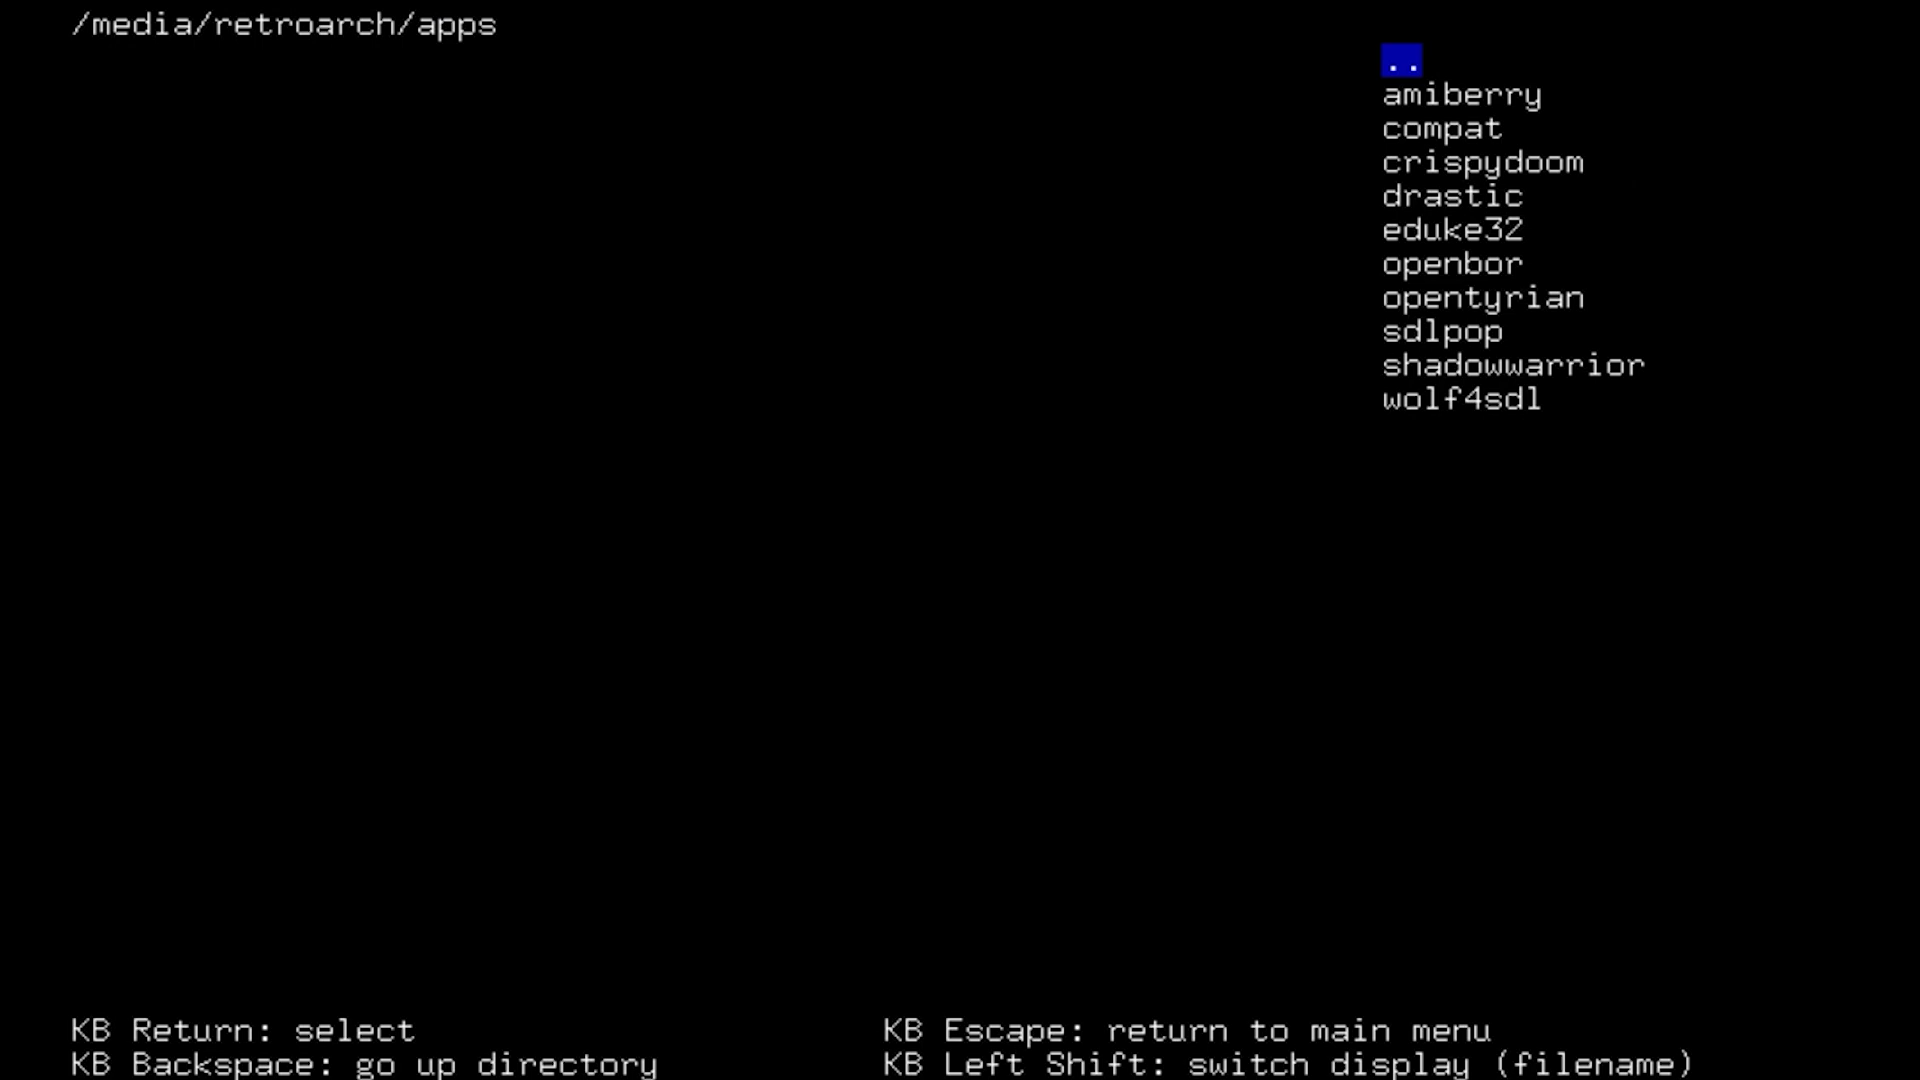 /media/retroarch/apps
..
amiberry
compat
crispydoom
drastic
eduke32
openbor
opentyrian
sdlpop
shadowwarrior
wolf4sdl
KB Return: select
KB Escape: return to main menu
KB Backspace: go up directory
KB Left Shift: switch display (filename)